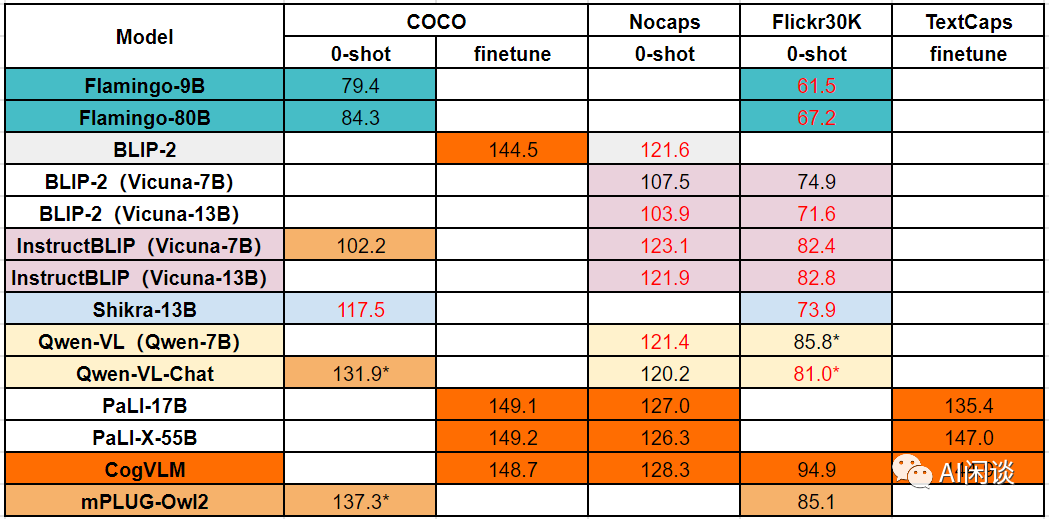 Model COCO Nocaps Flickr30K TextCaps
0-shot finetune 0-shot 0-shot finetune
Flamingo-9B 79.4 61.5
Flamingo-80B 84.3 67.2
BLIP-2 144.5 121.6
BLIP-2（Vicuna-7B） 107.5 74.9
BLIP-2（Vicuna-13B） 103.9 71.6
InstructBLIP（Vicuna-7B） 102.2 123.1 82.4
InstructBLIP（Vicuna-13B） 121.9 82.8
Shikra-13B 117.5 73.9
Qwen-VL（Qwen-7B） 121.4 85.8*
Qwen-VL-Chat 131.9* 120.2 81.0*
PaLI-17B 149.1 127.0 135.4
PaLI-X-55B 149.2 126.3 147.0
CogVLM 148.7 128.3 94.9
AI闲谈
mPLUG-Owl2 137.3* 85.1